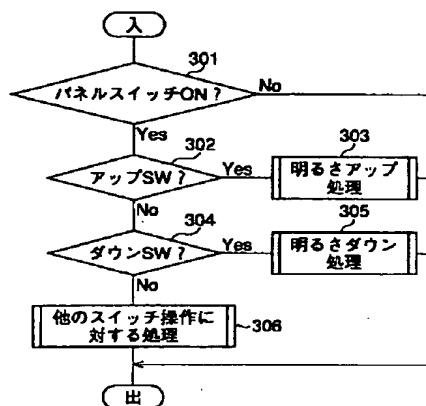 入
301
パネルスイッチON？
No
Yes
302
303
アップSW？
Yes
明るさアップ
処理
No
304
305
ダウンSW？
Yes
明るさダウン
処理
No
他のスイッチ操作に
対する処理
306
出